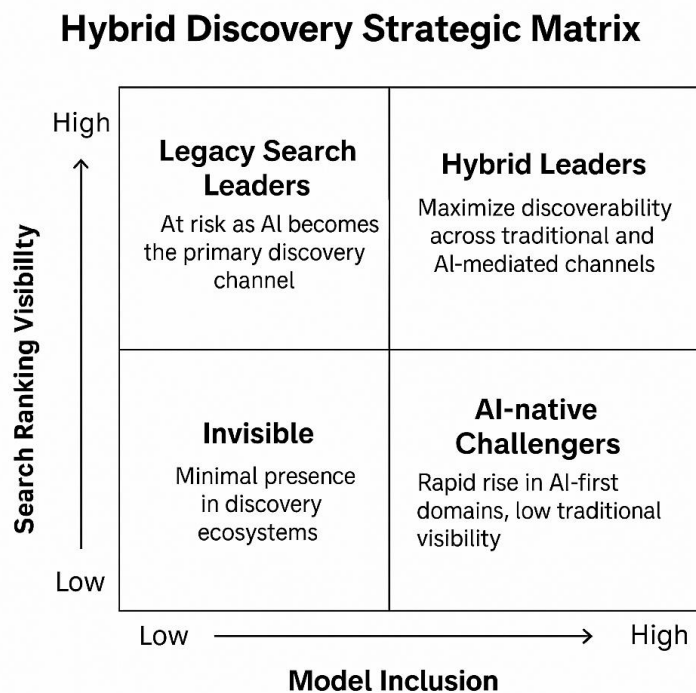 Hybrid Discovery Strategic Matrix
High
Legacy Search
Leaders
At risk as AI becomes
the primary discovery
channel
Hybrid Leaders
Maximize discoverability
across traditional and
AI-mediated channels
Search Ranking Visibility
Invisible
Minimal presence
in discovery
ecosystems
AI-native
Challengers
Rapid rise in AI-first
domains, low traditional
visibility
Low
Low
High
Model Inclusion